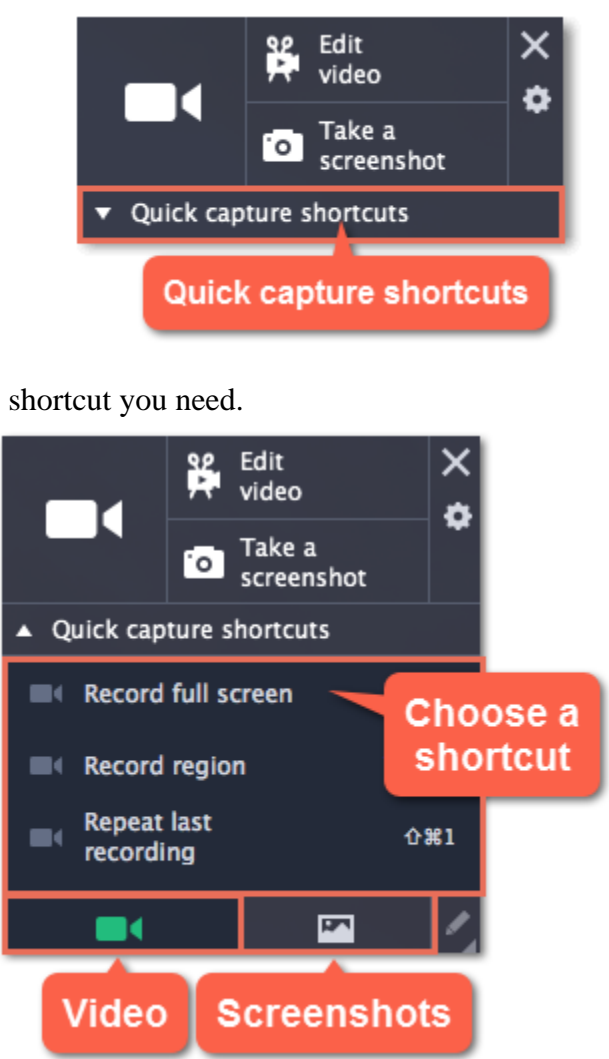 Edit
video
Take a
screenshot
Quick capture shortcuts
Quick capture shortcuts
shortcut you need.
Edit
video
Take a
screenshot
Quick capture shortcuts
Record full screen
Choose a
shortcut
Record region
Repeat last
recording
⇧⌘1
Video
Screenshots